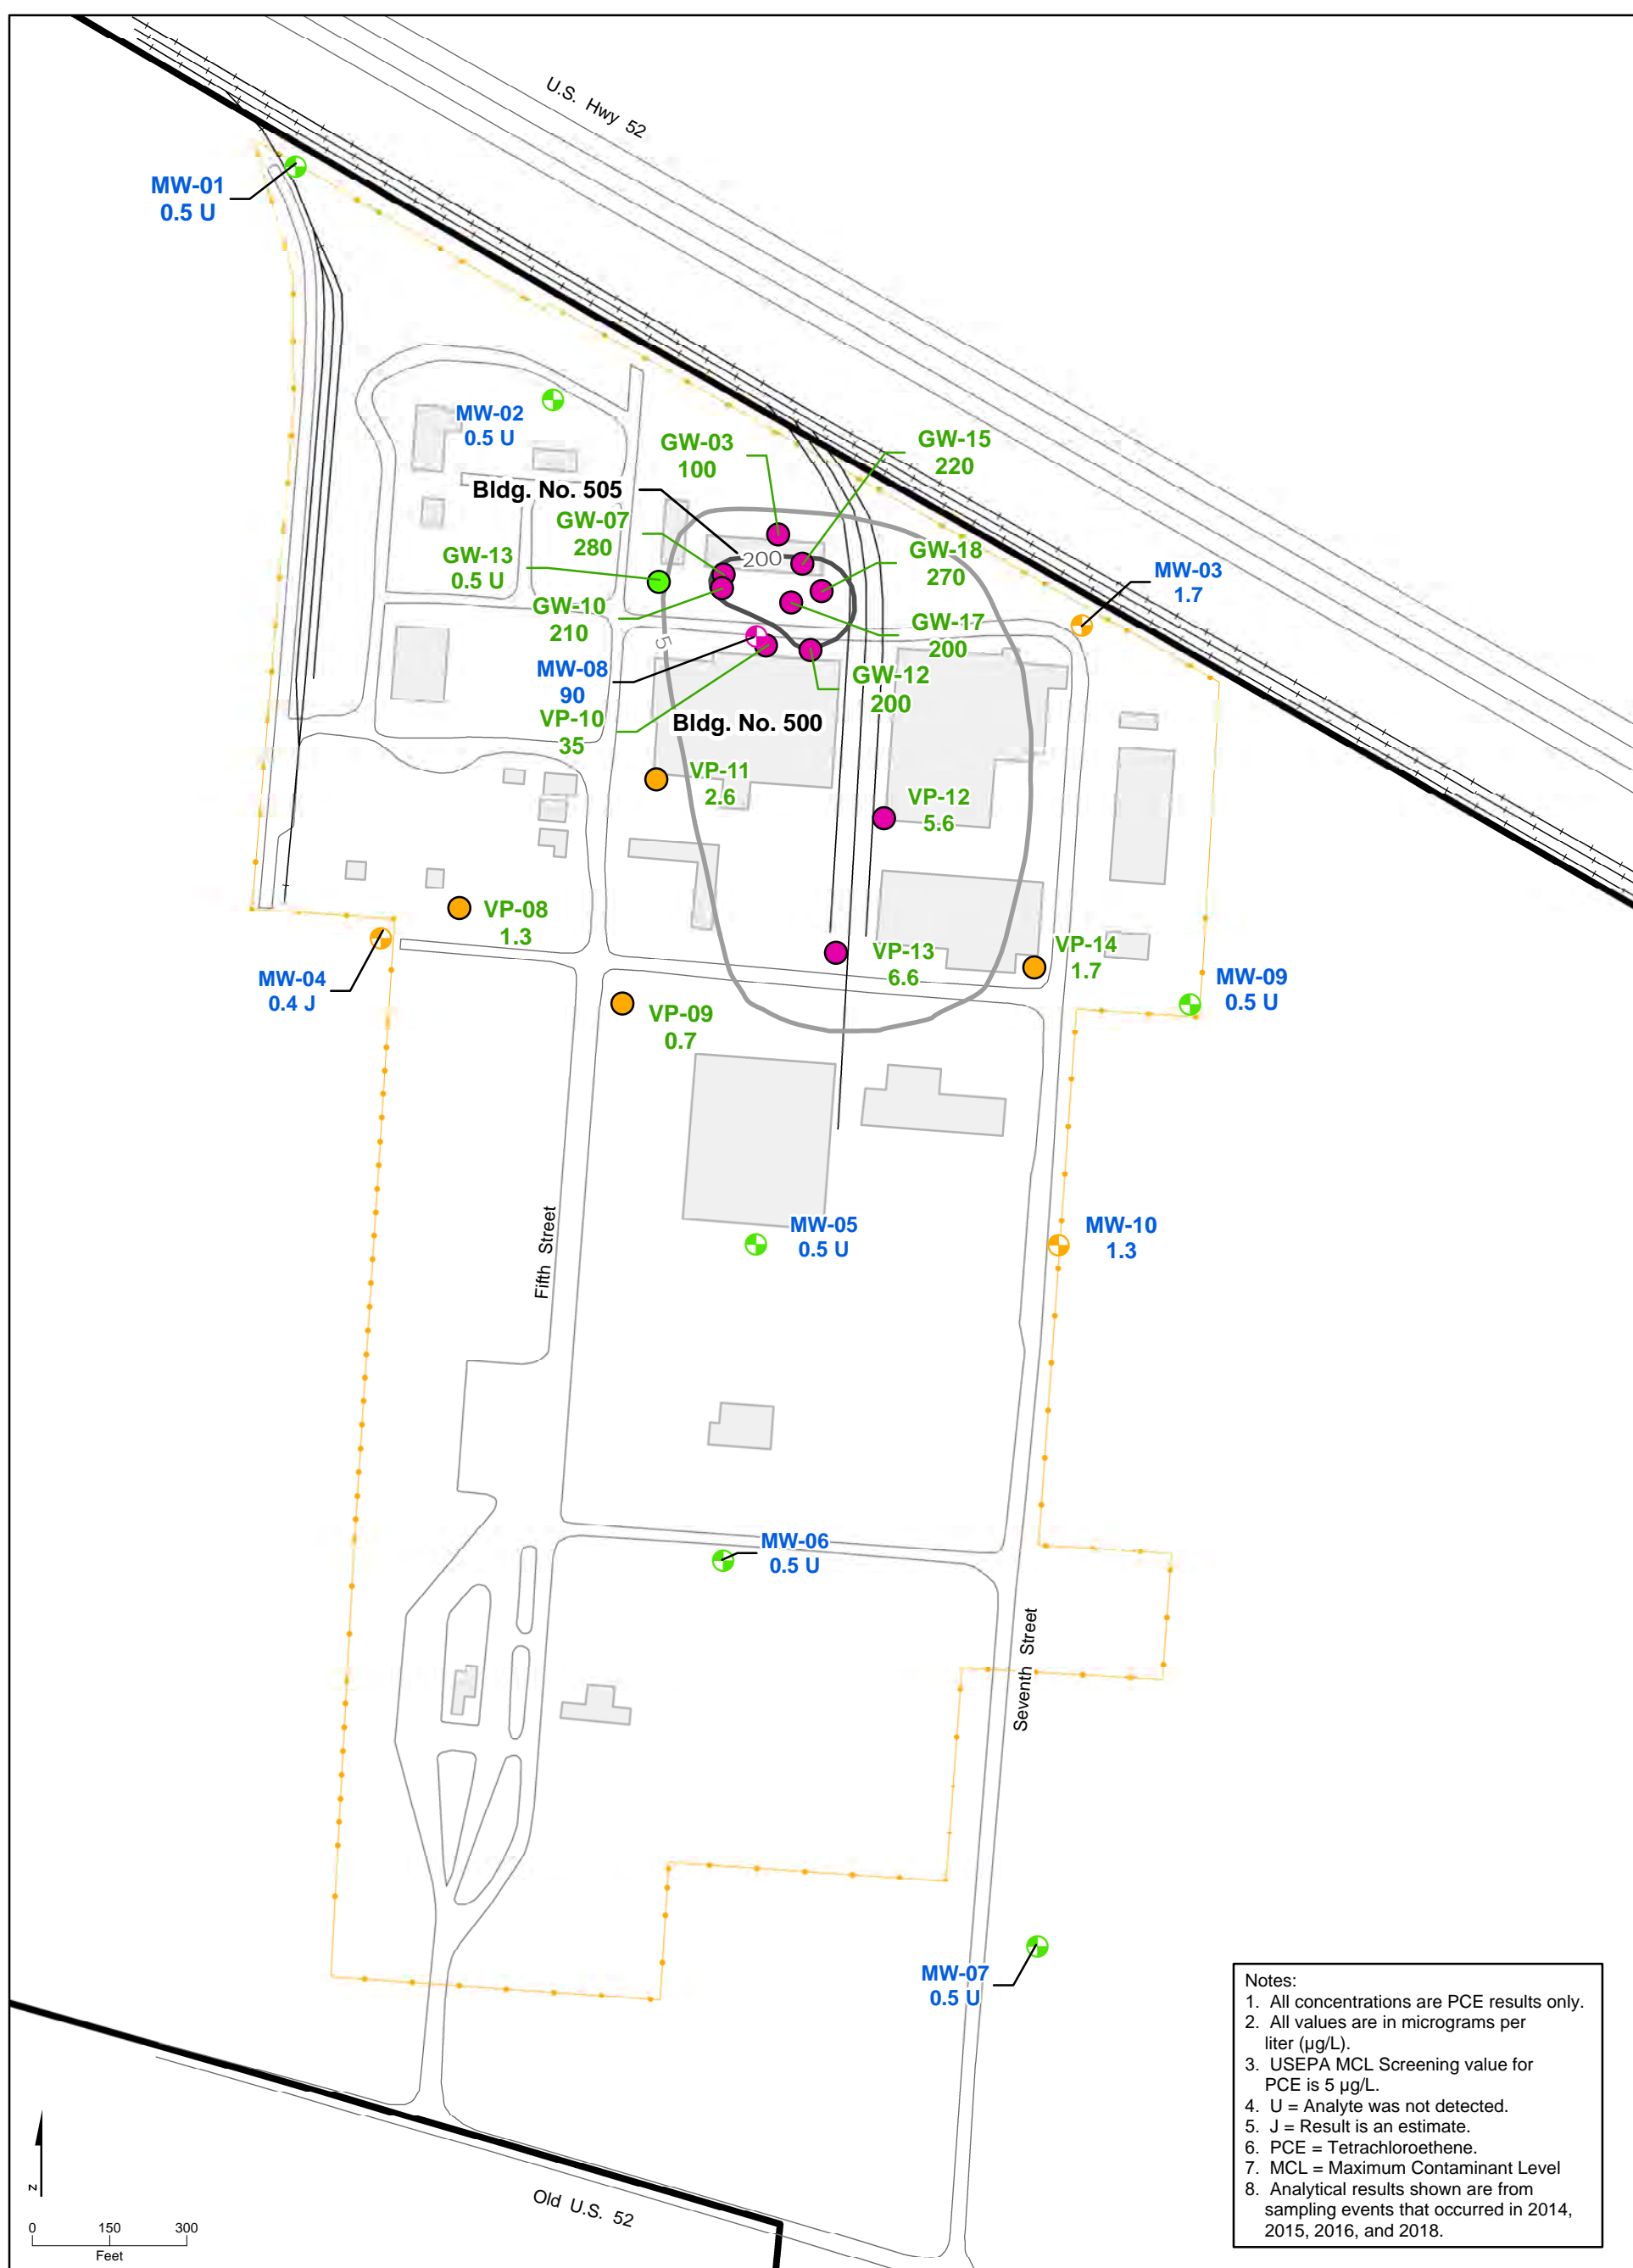 U.S. Hwy 52
MW-01
0.5 U
MW-02
0.5 U
GW-03
100
GW-15
220
Bldg. No. 505
GW-07
280
200
GW-18
270
GW-13
0.5 U
MW-03
1.7
GW-10
210
GW-17
200
5
MW-08
90
GW-12
200
VP-10
35
Bldg. No. 500
VP-11
2.6
VP-12
5.6
VP-08
1.3
VP-13
6.6
VP-14
1.7
MW-04
0.4 J
MW-09
0.5 U
VP-09
0.7
Fifth Street
MW-05
0.5 U
MW-10
1.3
MW-06
0.5 U
Seventh Street
MW-07
0.5 U
Notes:
1. All concentrations are PCE results only.
2. All values are in micrograms per
liter (µg/L).
3. USEPA MCL Screening value for
PCE is 5 µg/L.
4. U = Analyte was not detected.
5. J = Result is an estimate.
6. PCE = Tetrachloroethene.
7. MCL = Maximum Contaminant Level
8. Analytical results shown are from
sampling events that occurred in 2014,
2015, 2016, and 2018.
Old U.S. 52
N
0 150 300
Feet